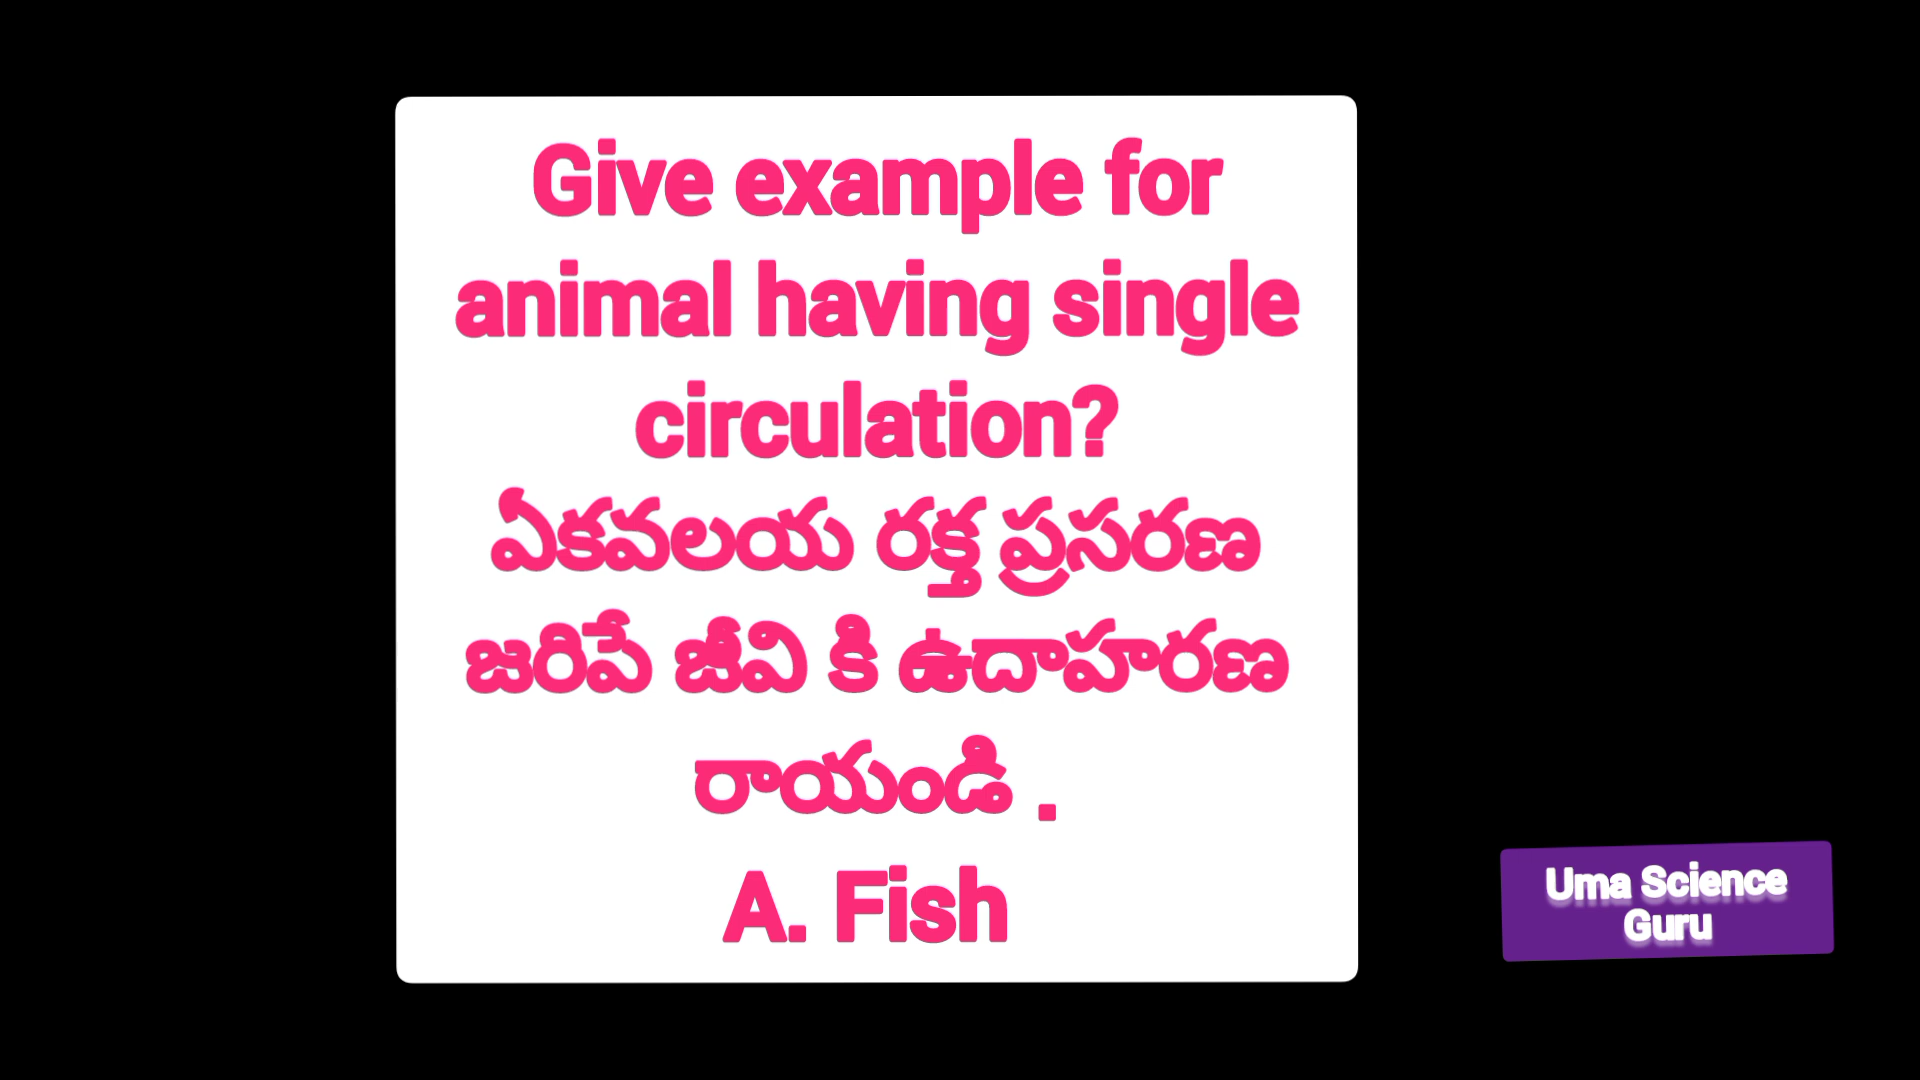 Give example for
animal having single
circulation?
ఏకవలయ రక్త ప్రసరణ
జరిపే జీవి కి ఉదాహరణ
రాయండి .
A. Fish
Uma Science
Guru